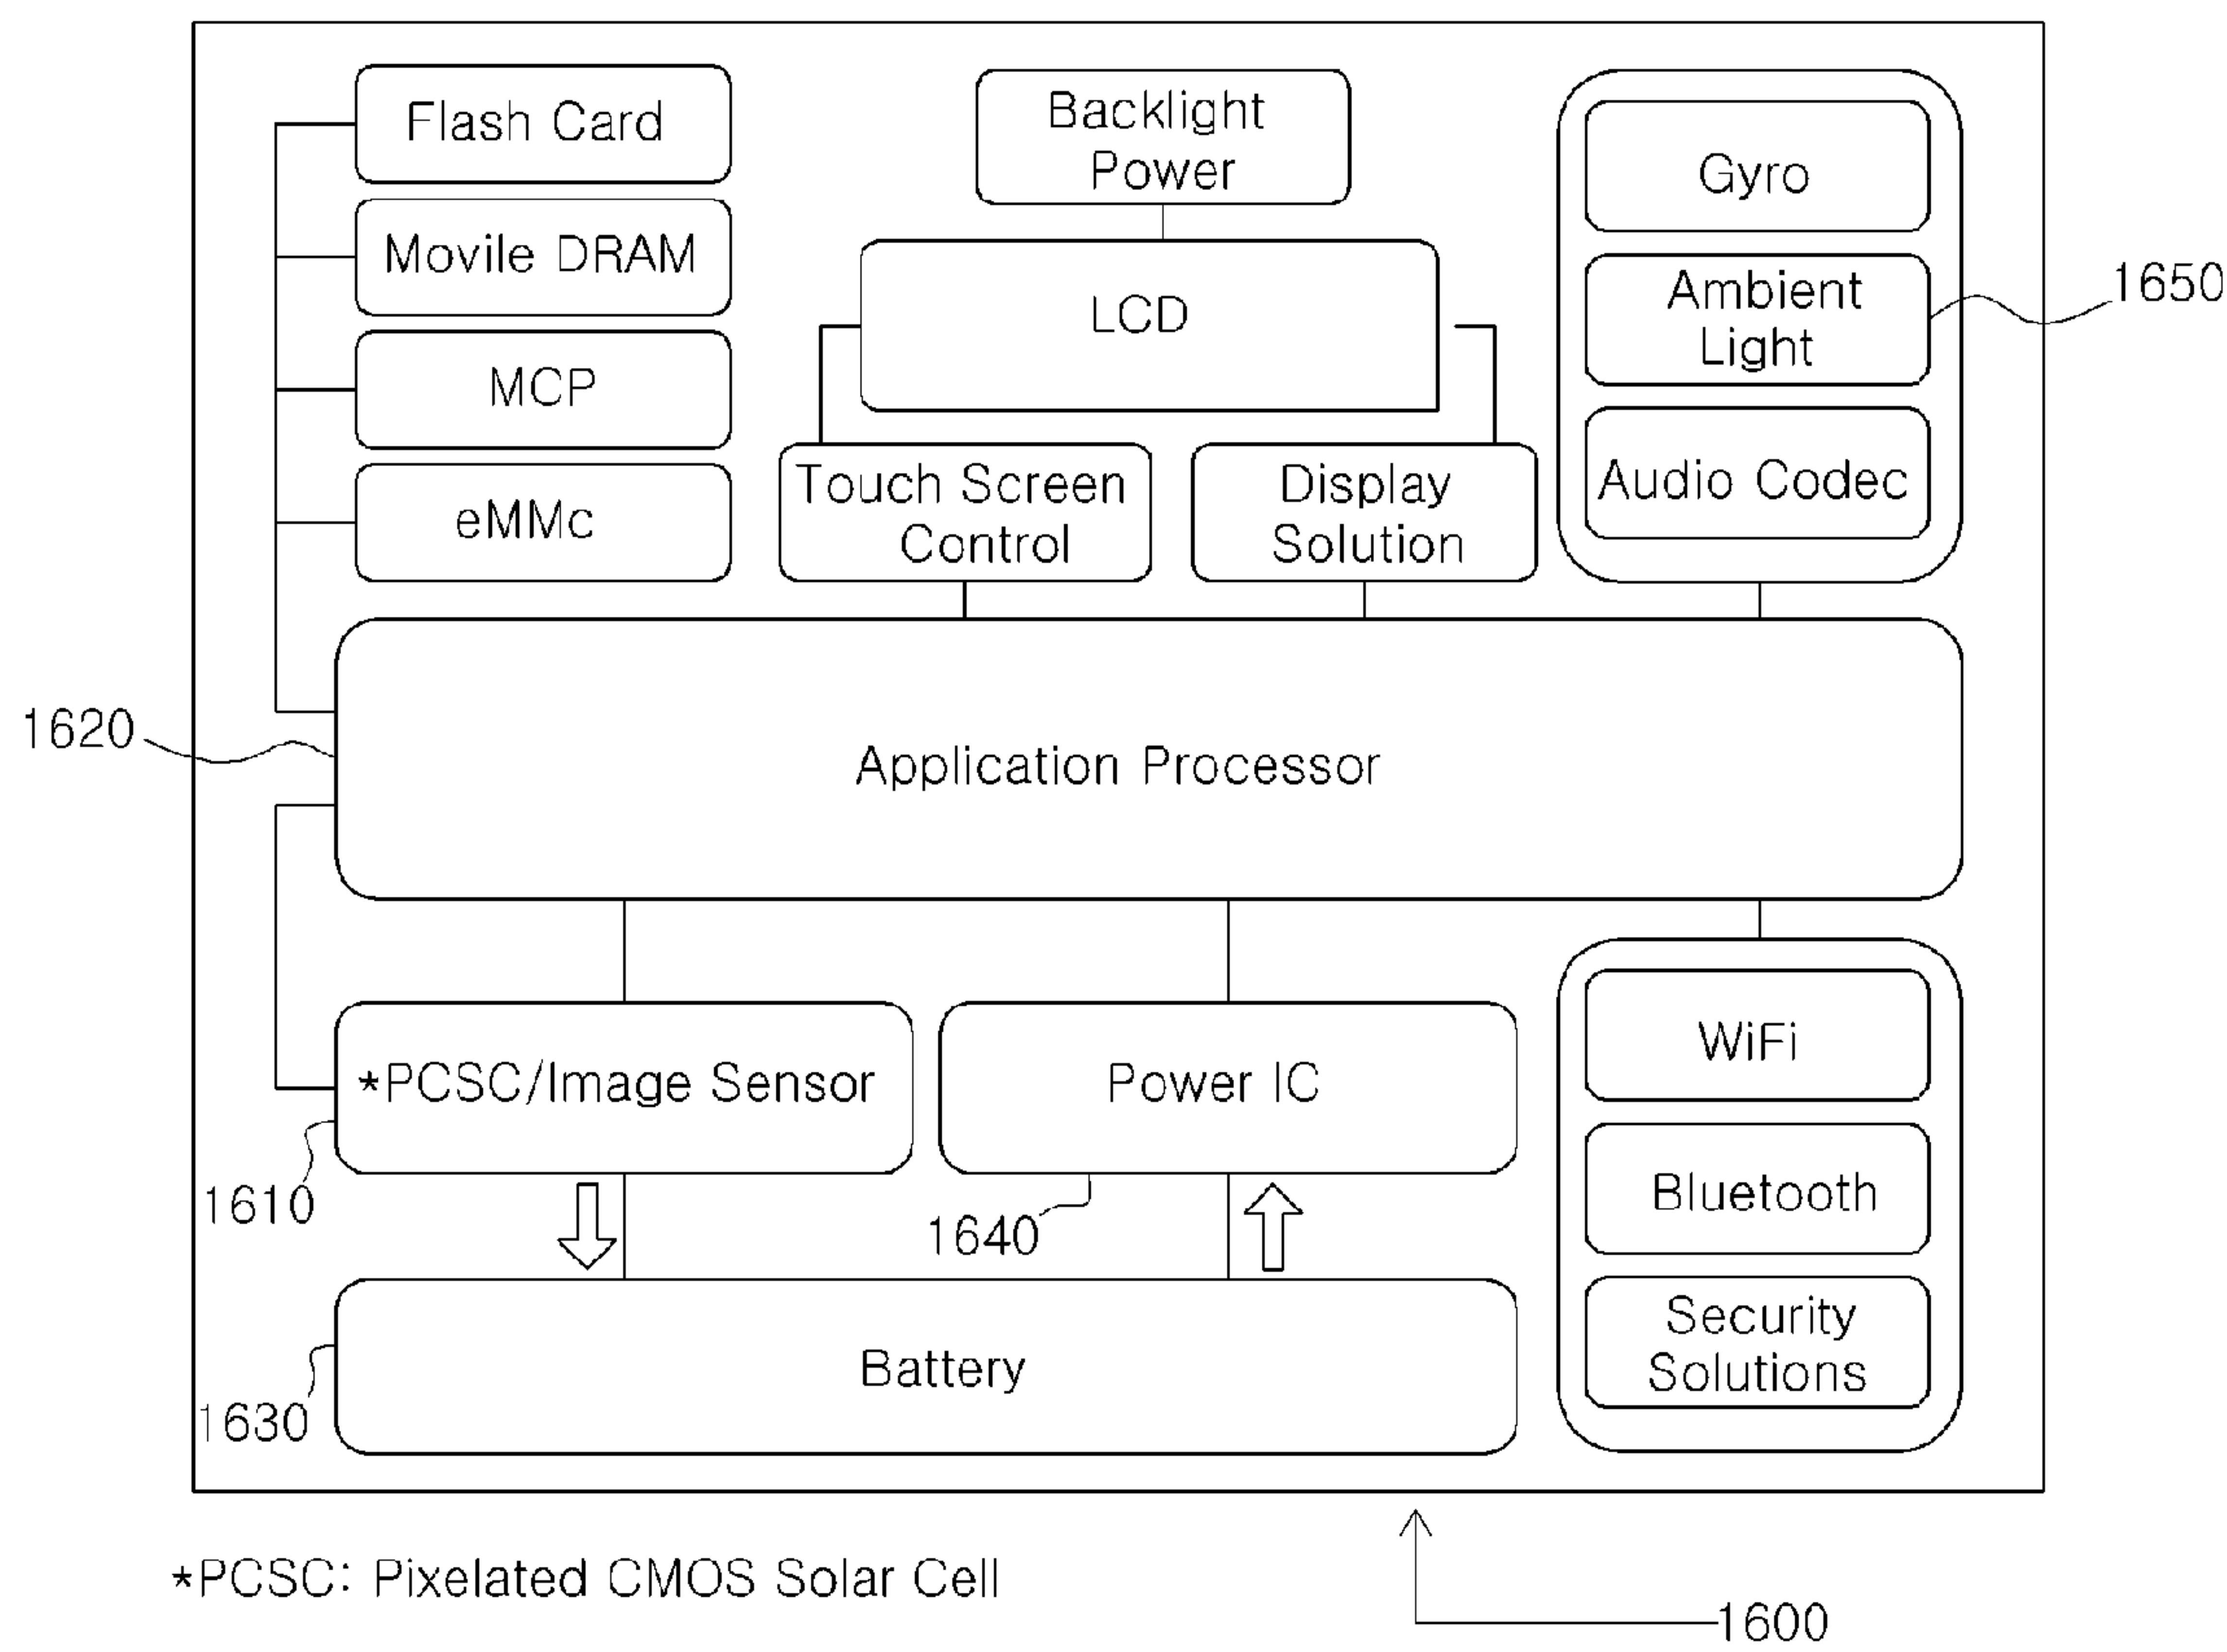 Flash Card
Movile DRAM
MCP
eMMc
Backlight
Power
LCD
Touch Screen
Control
Display
Solution
Gyro
Ambient
Light
Audio Codec
1650
1620
Application Processor
*PCSC/Image Sensor
1610
Power IC
1640
WiFi
Bluetooth
Security
Solutions
Battery
1630
*PCSC: Pixelated CMOS Solar Cell
1600